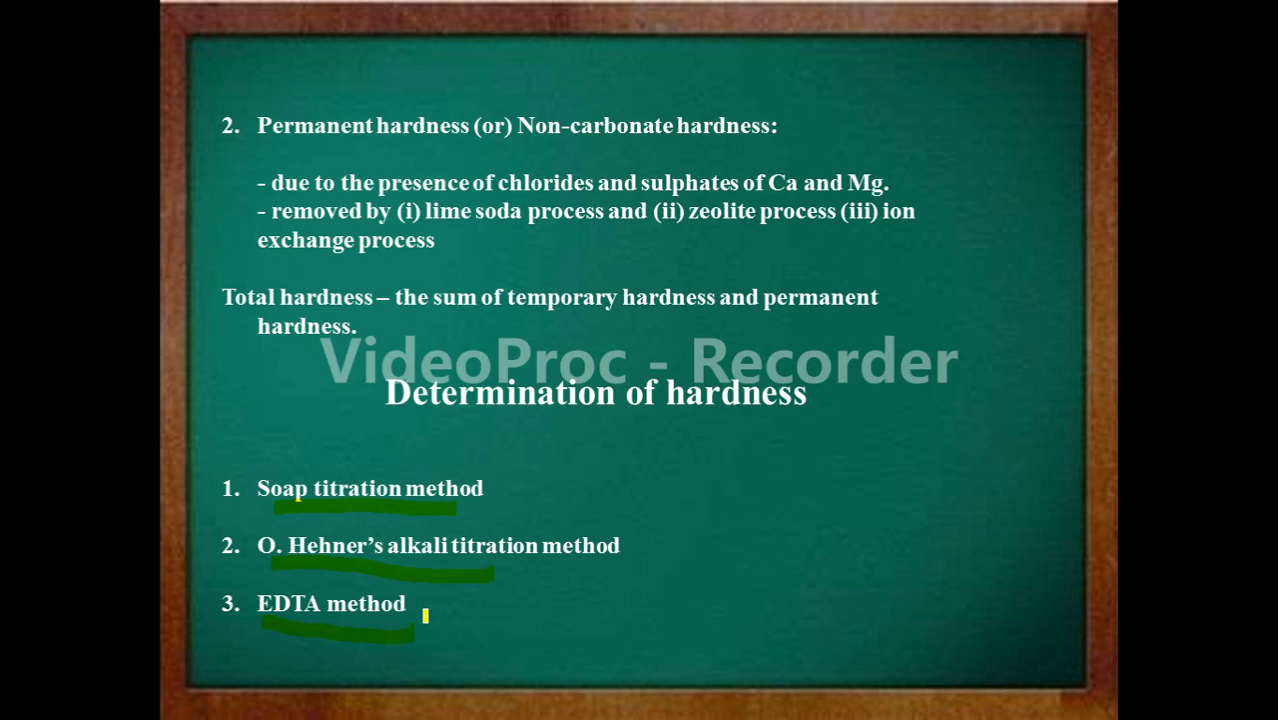 2. Permanent hardness (or) Non-carbonate hardness:
- due to the presence of chlorides and sulphates of Ca and Mg.
- removed by (i) lime soda process and (ii) zeolite process (iii) ion
exchange process
Total hardness – the sum of temporary hardness and permanent
hardness.
VideoProc - Recorder
Determination of hardness
1. Soap titration method
2. O. Hehner’s alkali titration method
3. EDTA method